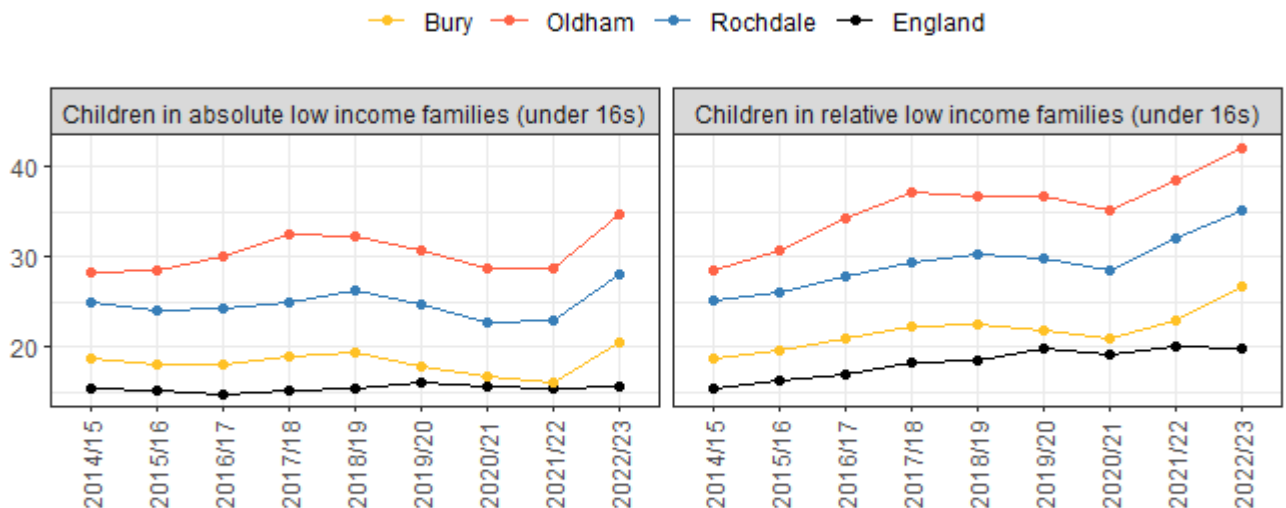 Bury Oldham Rochdale England
Children in absolute low income families (under 16s) Children in relative low income families (under 16s)
40
30
20
2014/15 2015/16 2016/17 2017/18 2018/19 2019/20 2020/21 2021/22 2022/23 2014/15 2015/16 2016/17 2017/18 2018/19 2019/20 2020/21 2021/22 2022/23